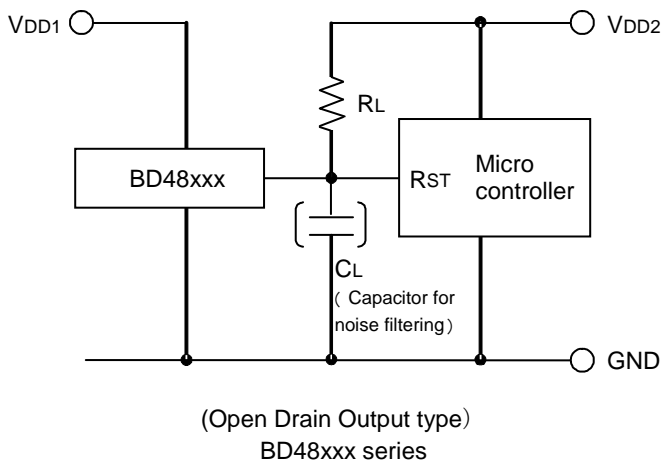 VDD1
VDD2
RL
BD48xxx
RST
Micro
controller
CL
( Capacitor for
noise filtering )
GND
(Open Drain Output type）
BD48xxx series